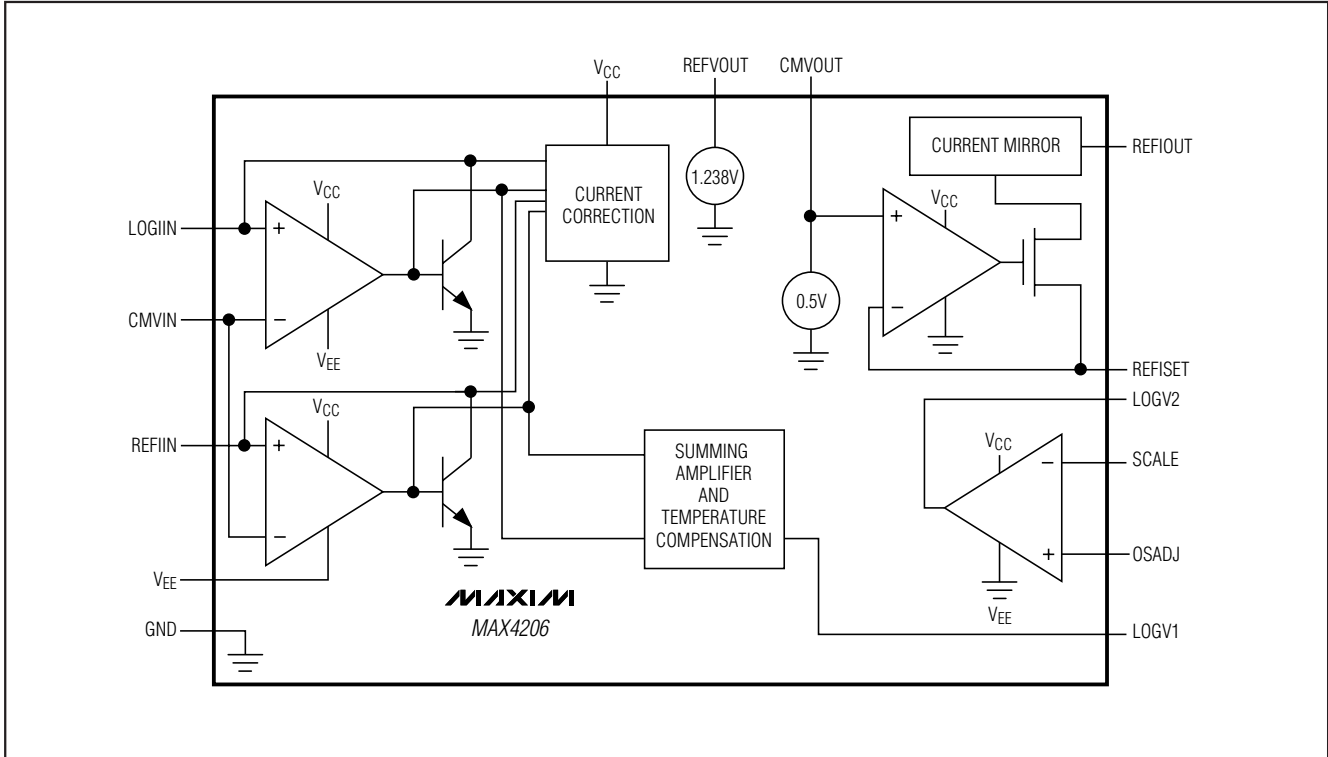 VCC
REFVOUT
CMVOUT
CURRENT MIRROR
REFIOUT
1.238V
CURRENT
CORRECTION
VCC
VCC
LOGIIN
+
+
0.5V
CMVIN
−
−
VEE
REFISET
LOGV2
VCC
REFIIN
+
SUMMING
AMPLIFIER
AND
TEMPERATURE
COMPENSATION
VCC
−
SCALE
−
+
OSADJ
VEE
VEE
MAXIM
MAX4206
GND
LOGV1